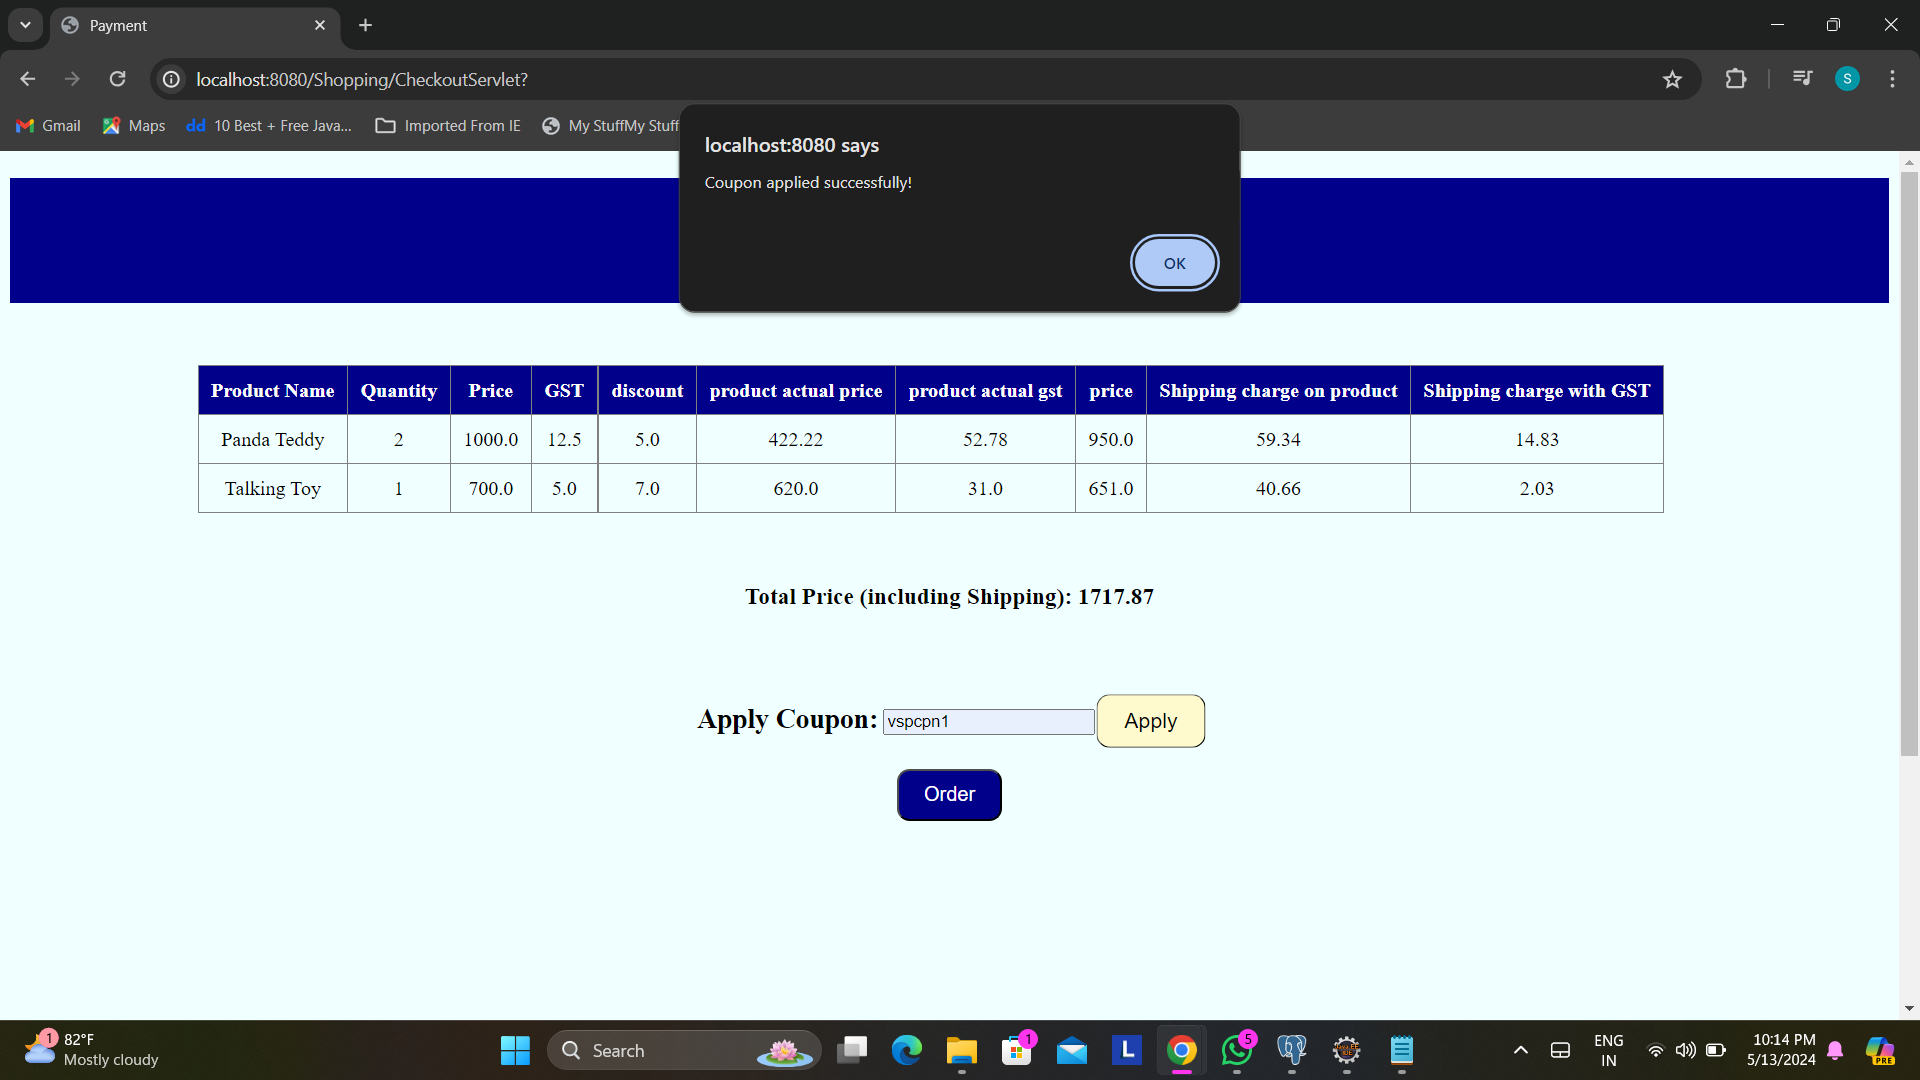 Payment
localhost:8080/Shopping/CheckoutServlet?
S
Gmail
Maps
dd 10 Best + Free Java...
Imported From IE
My StuffMy Stuff
localhost:8080 says
Coupon applied successfully!
OK
Product Name Quantity Price GST discount product actual price product actual gst price Shipping charge on product Shipping charge with GST
Panda Teddy 2 1000.0 12.5 5.0 422.22 52.78 950.0 59.34 14.83
Talking Toy 1 700.0 5.0 7.0 620.0 31.0 651.0 40.66 2.03
Total Price (including Shipping): 1717.87
Apply Coupon: vspcpn1 Apply
Order
1 82°F
Mostly cloudy
Search
1
L
5
ENG
IN
10:14 PM
5/13/2024
PRE